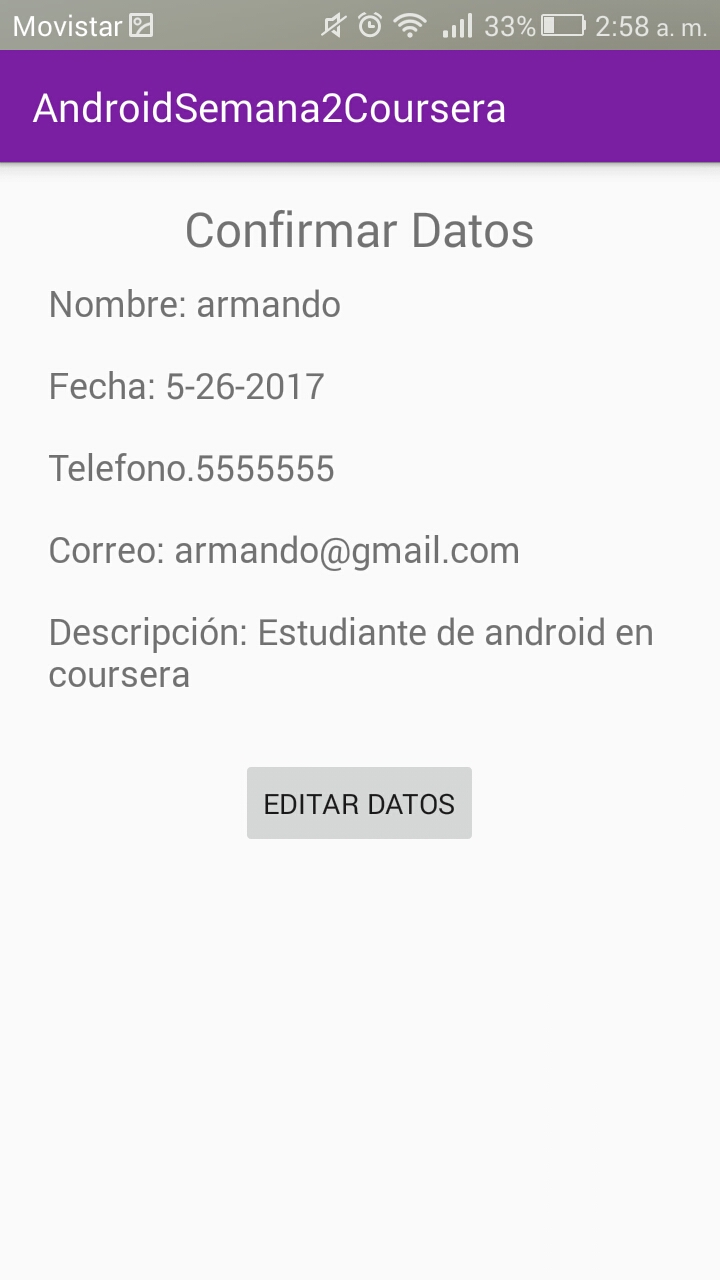 Movistar 33% 2:58 a. m.
AndroidSemana2Coursera
Confirmar Datos
Nombre: armando
Fecha: 5-26-2017
Telefono.5555555
Correo: armando@gmail.com
Descripción: Estudiante de android en
coursera
EDITAR DATOS